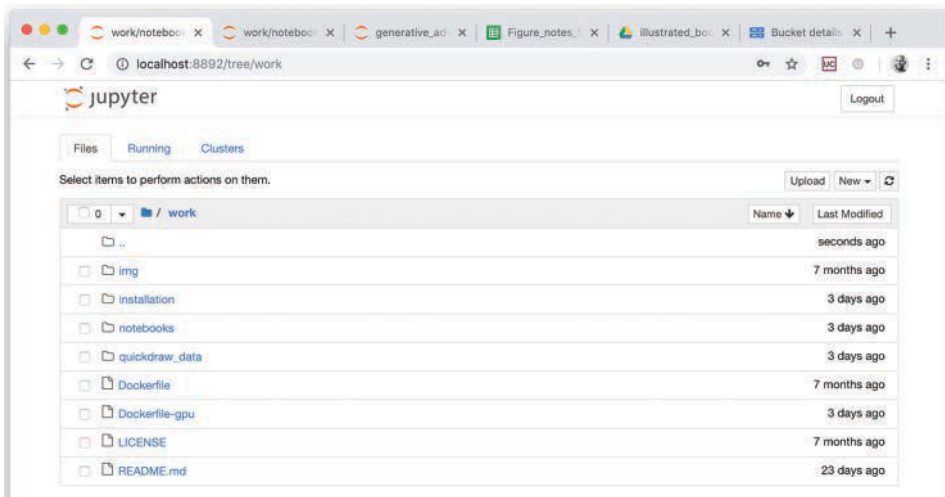 work/noteboo work/noteboo generative_ad Figure_notes_ illustrated_bo Bucket details
localhost:8892/tree/work UC
jupyter Logout
Files Running Clusters
Select items to perform actions on them. Upload New
0 / work Name Last Modified
.. seconds ago
img 7 months ago
installation 3 days ago
notebooks 3 days ago
quickdraw_data 3 days ago
Dockerfile 7 months ago
Dockerfile-gpu 3 days ago
LICENSE 7 months ago
README.md 23 days ago